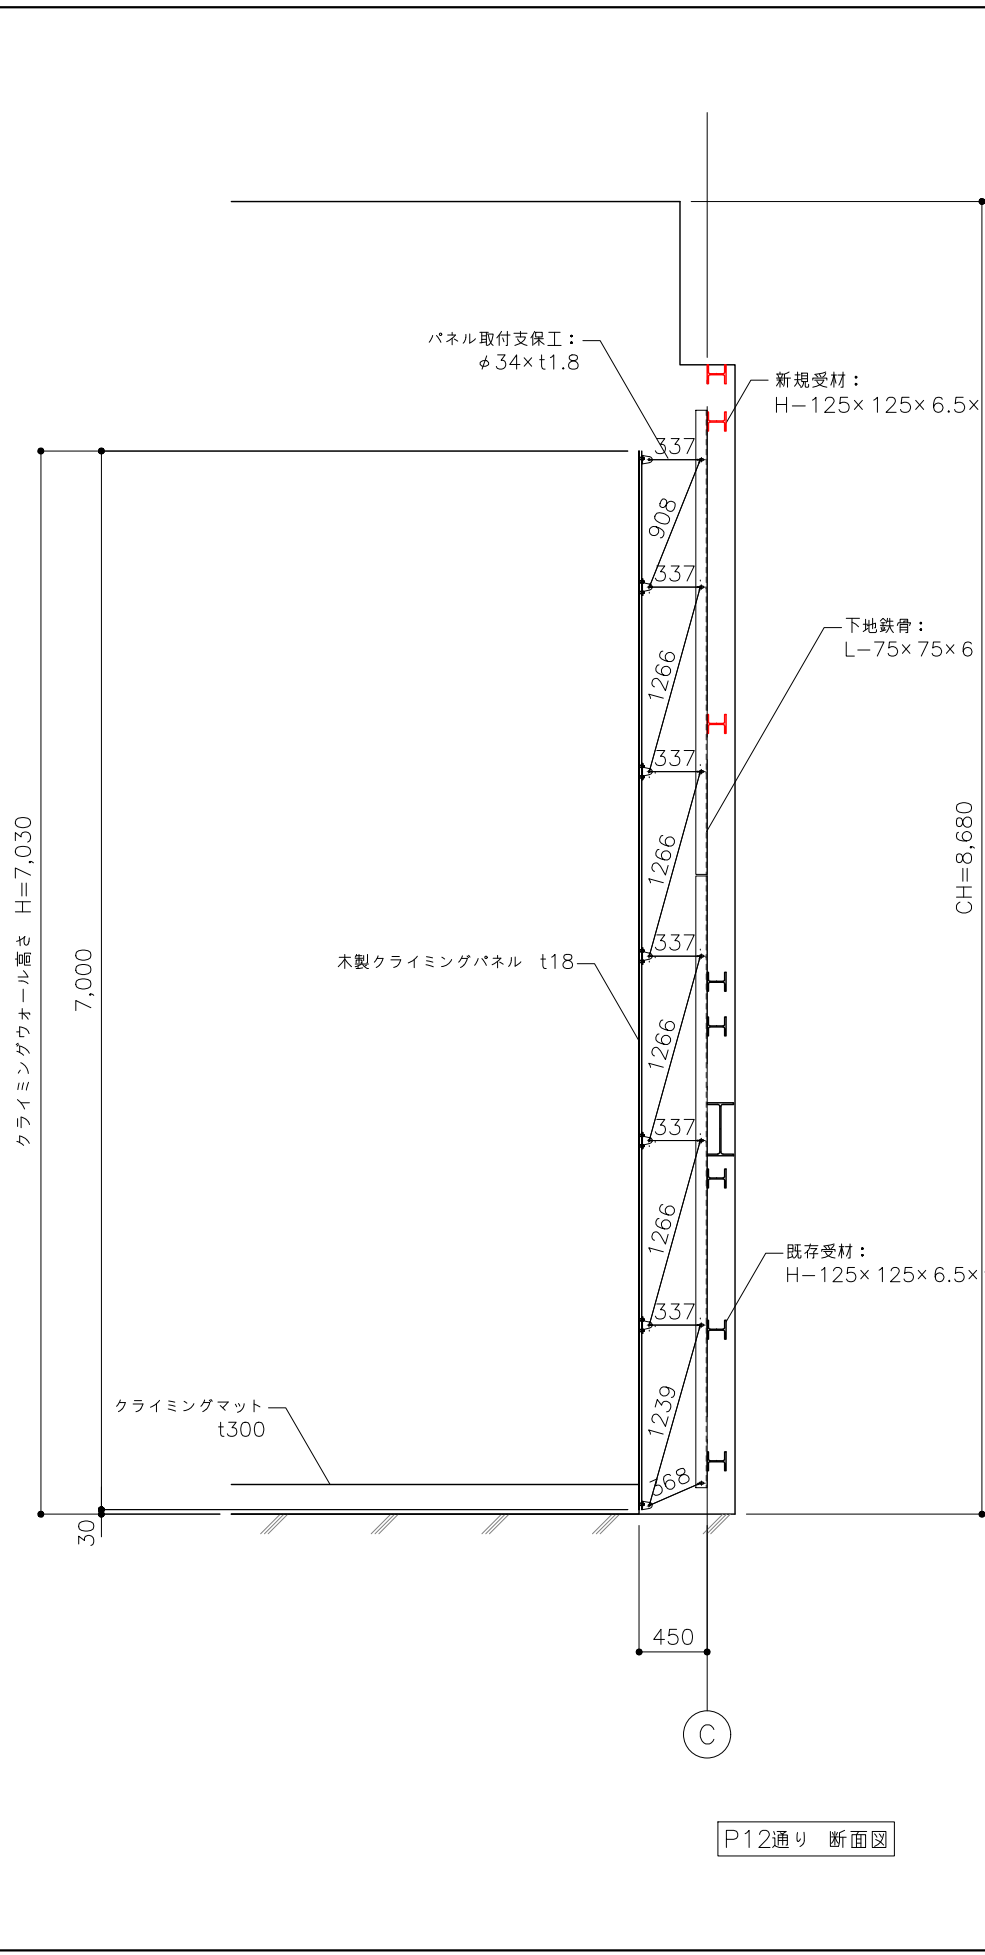 パネル取付支保工：
φ34×t1.8
新規受材：
H−125×125×6.5×
337
908
337
下地鉄骨：
L−75×75×6
1266
337
クライミングウォール高さ H=7,030
7,000
CH=8,680
1266
337
木製クライミングパネル t18
1266
337
1266
既存受材：
H−125×125×6.5×
337
1239
クライミングマット
t300
368
30
450
C
P12通り 断面図